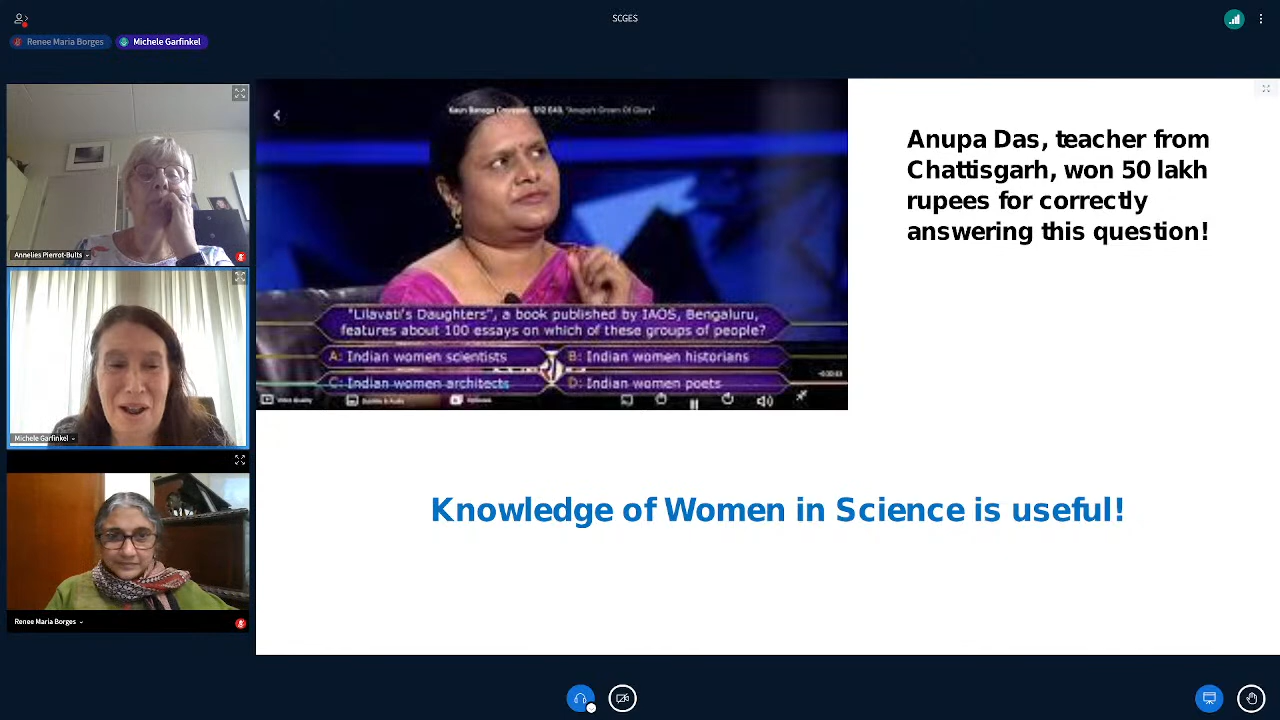 SCGES
Renee Maria Borges
Michele Garfinkel
Annelies Pierrot-Bults
Michele Garfinkel
Renee Maria Borges
"Lilavati's Daughters", a book published by IAOS, Bengaluru,
features about 100 essays on which of these groups of people?
A: Indian women scientists
B: Indian women historians
C: Indian women architects
D: Indian women poets
Anupa Das, teacher from
Chattisgarh, won 50 lakh
rupees for correctly
answering this question!
Knowledge of Women in Science is useful!